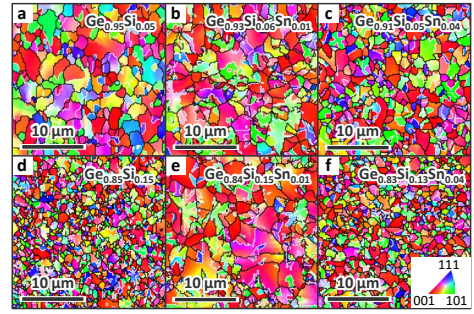 a Ge0.95Si0.05
b Ge0.93Si0.06Sn0.01
c Ge0.91Si0.05Sn0.04
10 μm
10 μm
10 μm
d Ge0.85Si0.15
e Ge0.84Si0.15Sn0.01
f Ge0.83Si0.13Sn0.04
10 μm
10 μm
10 μm
111
001 101